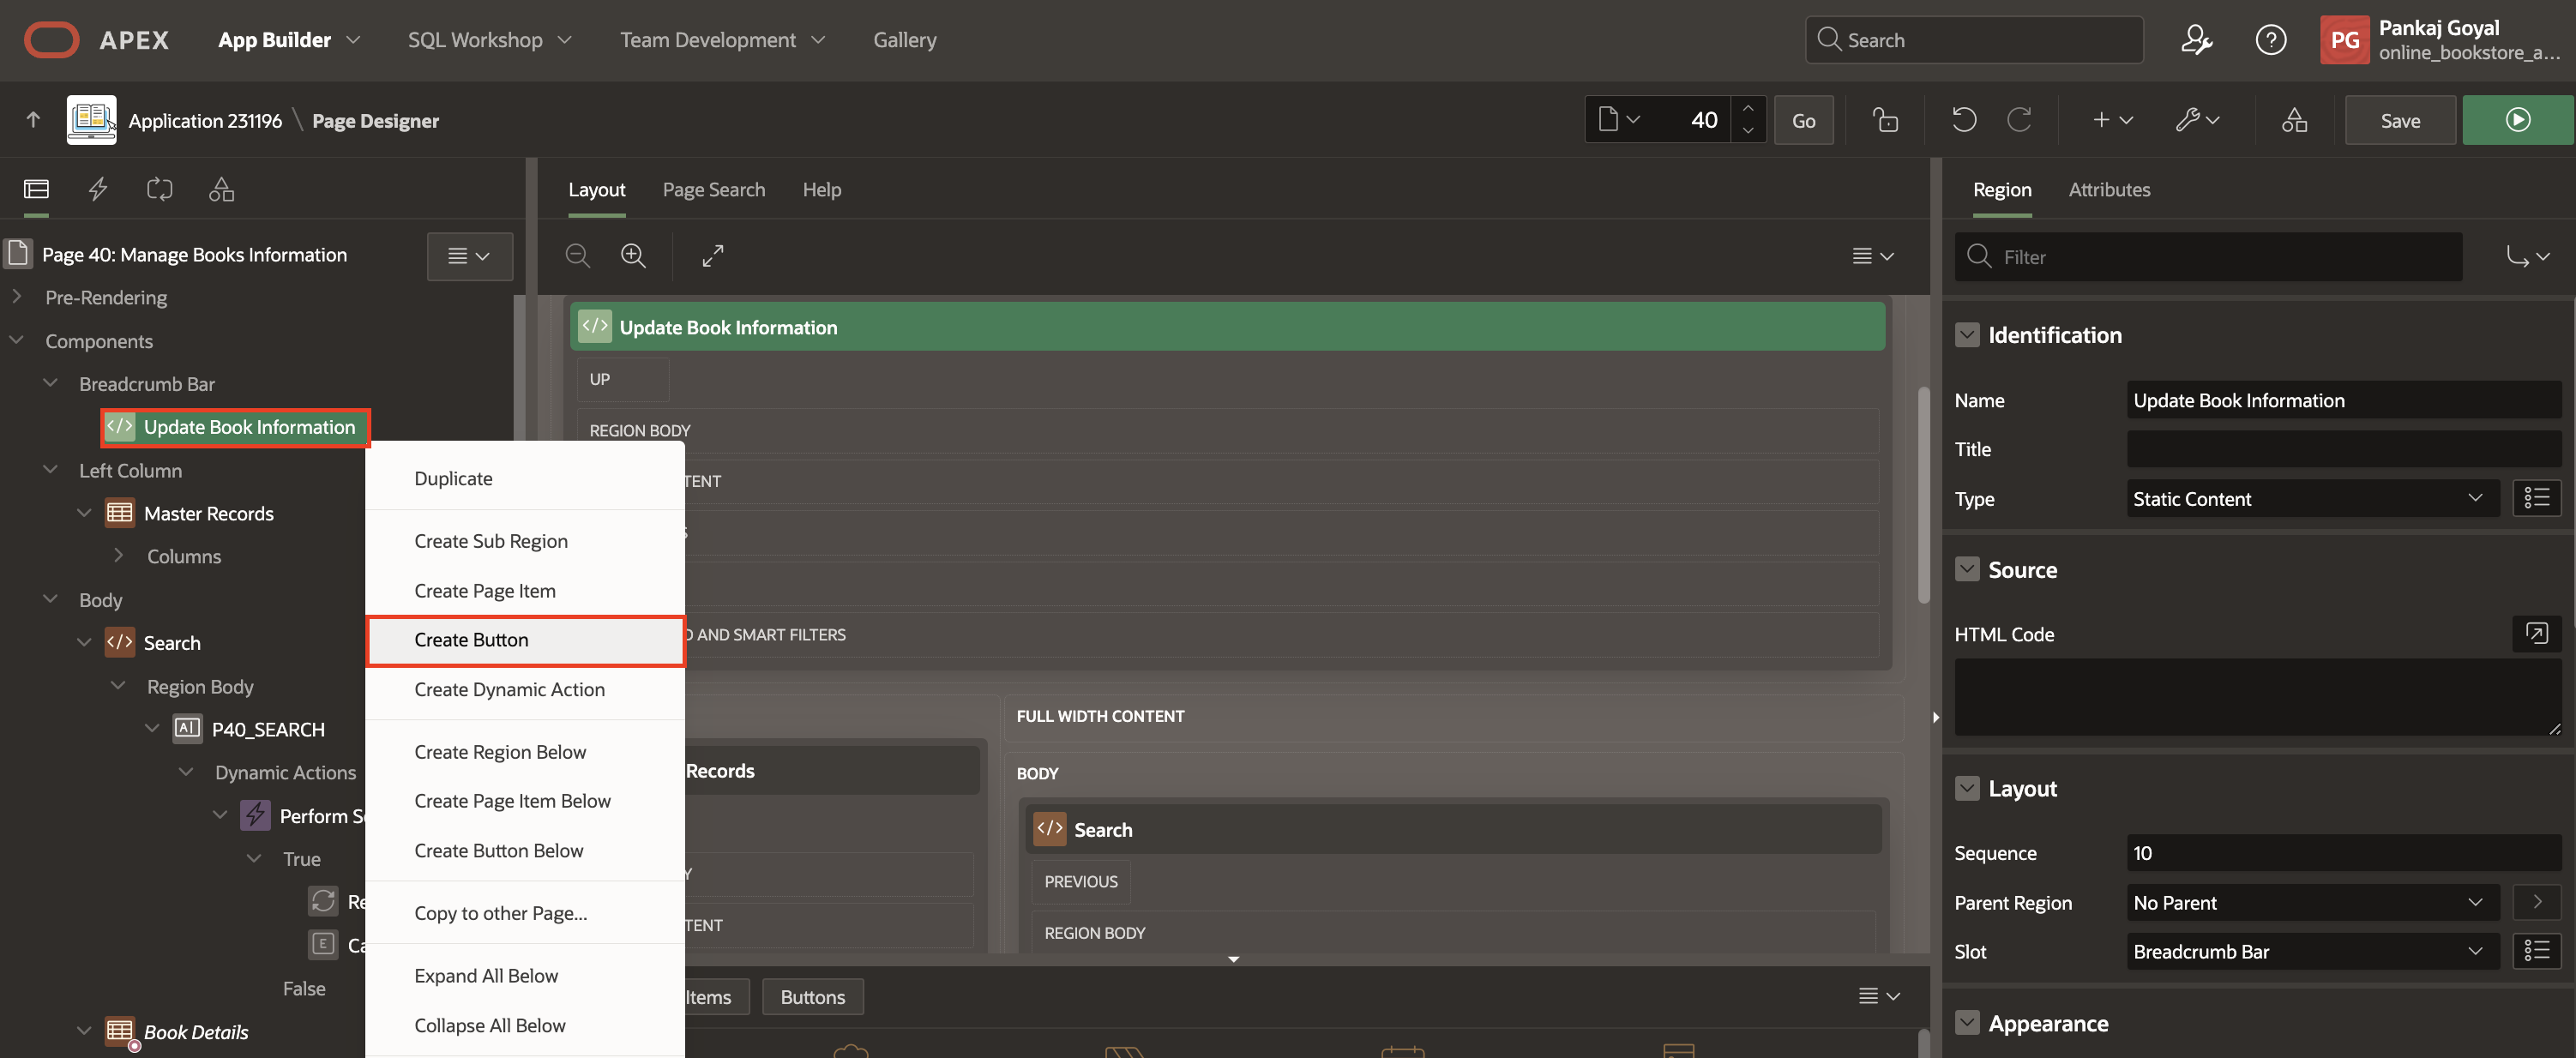 APEX App Builder SQL Workshop Team Development Gallery Search PG Pankaj Goyal
online_bookstore_a...
Application 231196 \ Page Designer 40 Go Save
Layout Page Search Help
Region Attributes
Page 40: Manage Books Information
Filter
Pre-Rendering
Components
Breadcrumb Bar
Update Book Information
Left Column
Master Records
Columns
Body
Search
Region Body
P40_SEARCH
Dynamic Actions
Perform S
True
Re
Ca
False
Book Details
Duplicate
Create Sub Region
Create Page Item
Create Button
Create Dynamic Action
Create Region Below
Create Page Item Below
Create Button Below
Copy to other Page...
Expand All Below
Collapse All Below
Update Book Information
UP
REGION BODY
TENT
S
D AND SMART FILTERS
FULL WIDTH CONTENT
Records
BODY
Search
PREVIOUS
Y
TENT
REGION BODY
Items Buttons
Identification
Name Update Book Information
Title
Type Static Content
Source
HTML Code
Layout
Sequence 10
Parent Region No Parent
Slot Breadcrumb Bar
Appearance